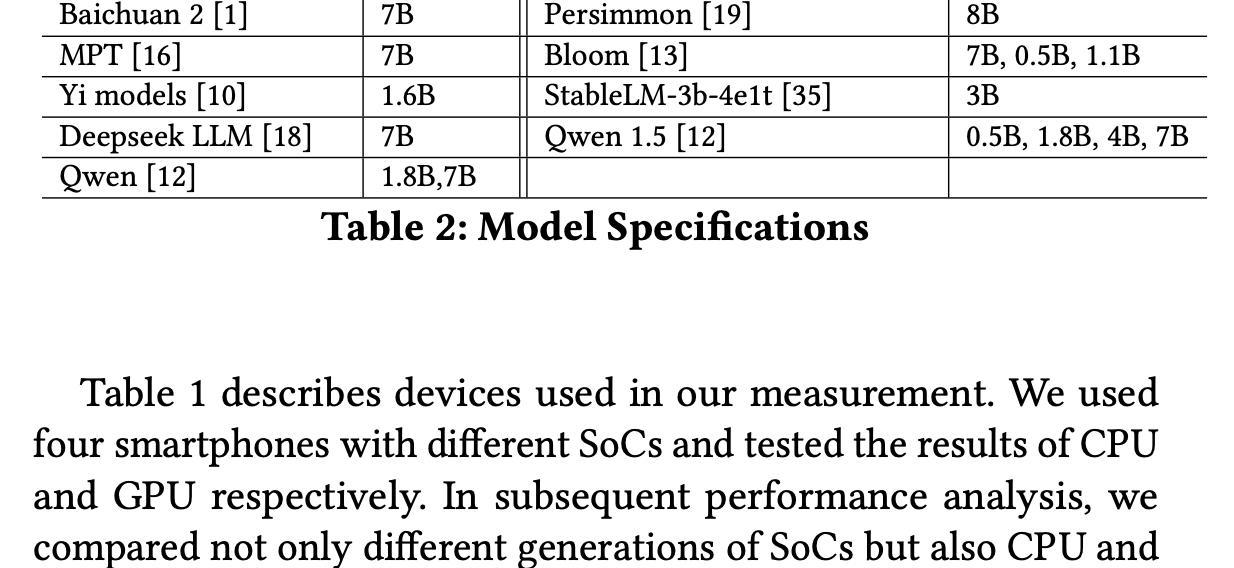 Baichuan 2 [1] 7B Persimmon [19] 8B
MPT [16] 7B Bloom [13] 7B, 0.5B, 1.1B
Yi models [10] 1.6B StableLM-3b-4e1t [35] 3B
Deepseek LLM [18] 7B Qwen 1.5 [12] 0.5B, 1.8B, 4B, 7B
Qwen [12] 1.8B,7B
Table 2: Model Specifications
Table 1 describes devices used in our measurement. We used
four smartphones with different SoCs and tested the results of CPU
and GPU respectively. In subsequent performance analysis, we
compared not only different generations of SoCs but also CPU and